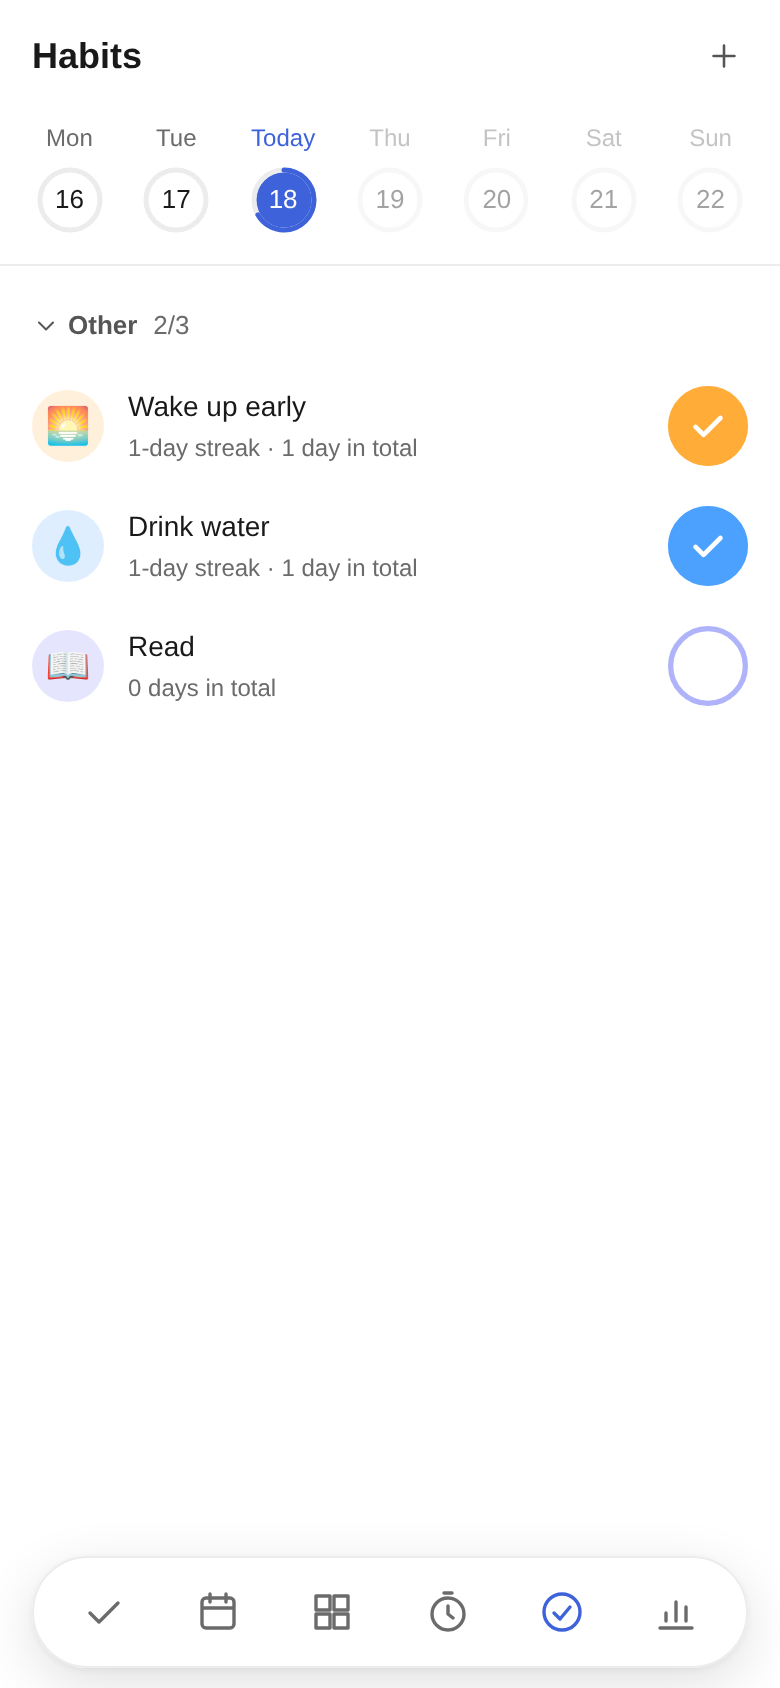 Habits
Mon Tue Today Thu Fri Sat Sun
16 17 18 19 20 21 22
Other 2/3
Wake up early
1-day streak · 1 day in total
Drink water
1-day streak · 1 day in total
Read
0 days in total